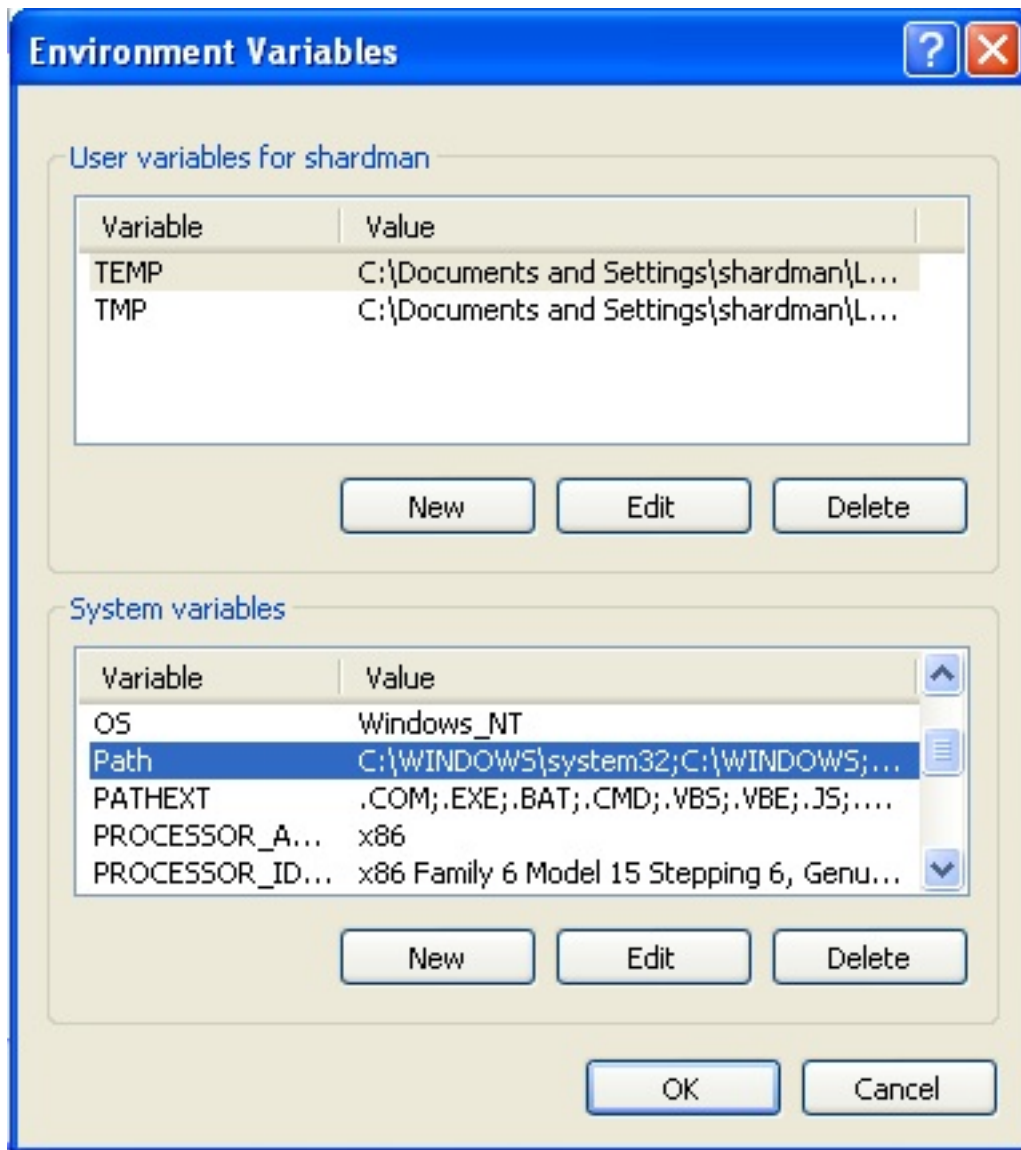 Environment Variables
User variables for shardman
Variable Value
TEMP C:\Documents and Settings\shardman\L...
TMP C:\Documents and Settings\shardman\L...
New Edit Delete
System variables
Variable Value
OS Windows_NT
Path C:\WINDOWS\system32;C:\WINDOWS;...
PATHEXT .COM;.EXE;.BAT;.CMD;.VBS;.VBE;.JS;....
PROCESSOR_A... x86
PROCESSOR_ID... x86 Family 6 Model 15 Stepping 6, Genu...
New Edit Delete
OK Cancel